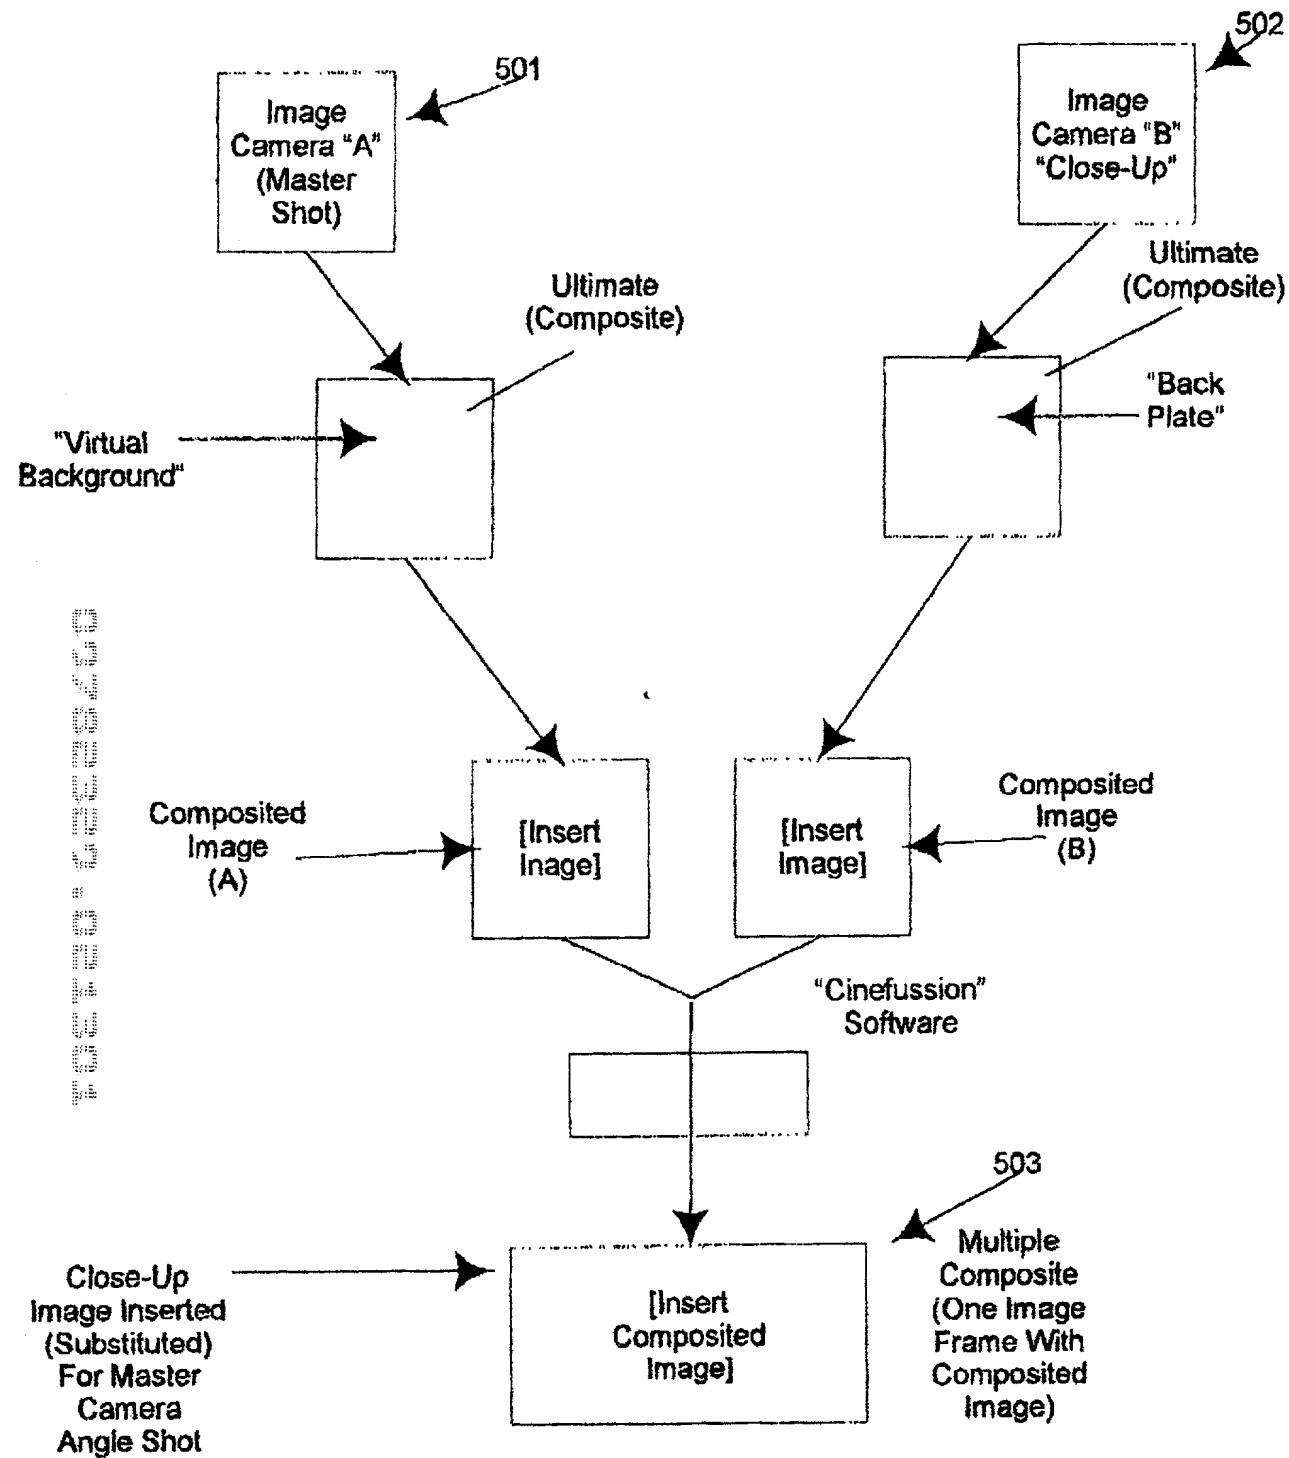 502
501
Image
Camera "A"
(Master
Shot)
Image
Camera "B"
"Close-Up"
Ultimate
(Composite)
Ultimate
(Composite)
"Back
Plate"
"Virtual
Background"
Composited
Image
(A)
[Insert
Inage]
[Insert
Image]
Composited
Image
(B)
"Cinefussion"
Software
503
Close-Up
Image Inserted
(Substituted)
For Master
Camera
Angle Shot
[Insert
Composited
Image]
Multiple
Composite
(One Image
Frame With
Composited
Image)